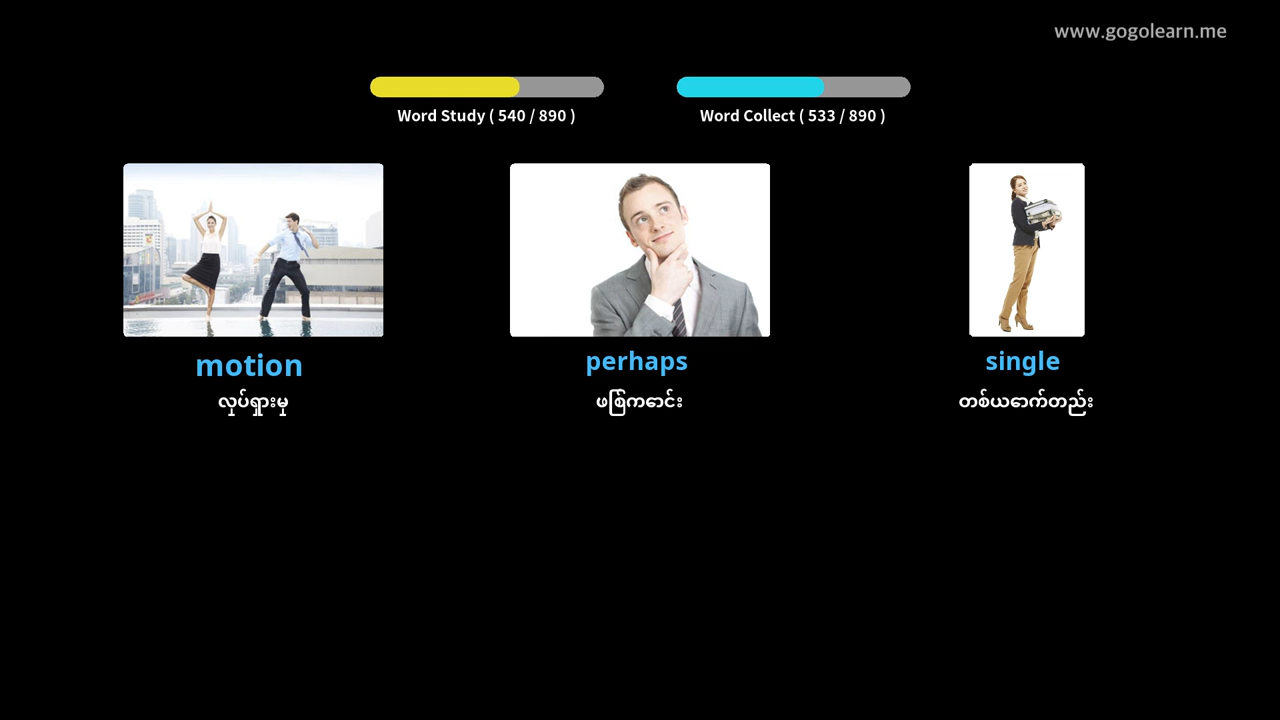 www.gogolearn.me
Word Study ( 540 / 890 )
Word Collect ( 533 / 890 )
motion
perhaps
single
လှုပ်ရှားမှု
ဖြစ်ကောင်း
တစ်ယောက်တည်း